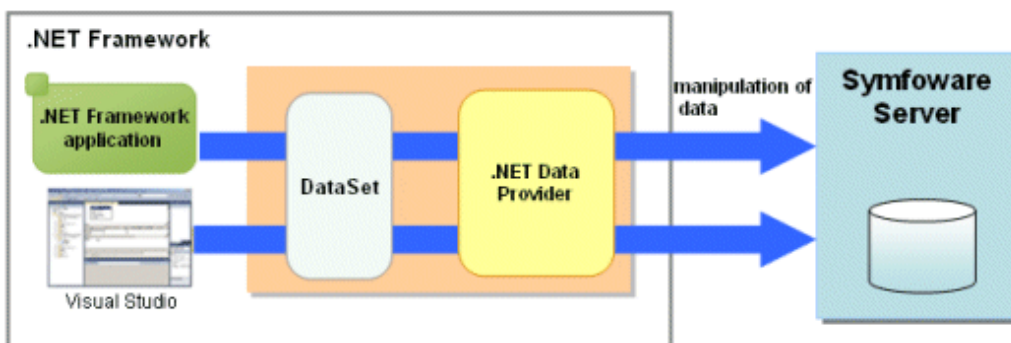 .NET Framework
.NET Framework
application
DataSet
.NET Data
Provider
manipulation of
data
Symfoware
Server
Visual Studio